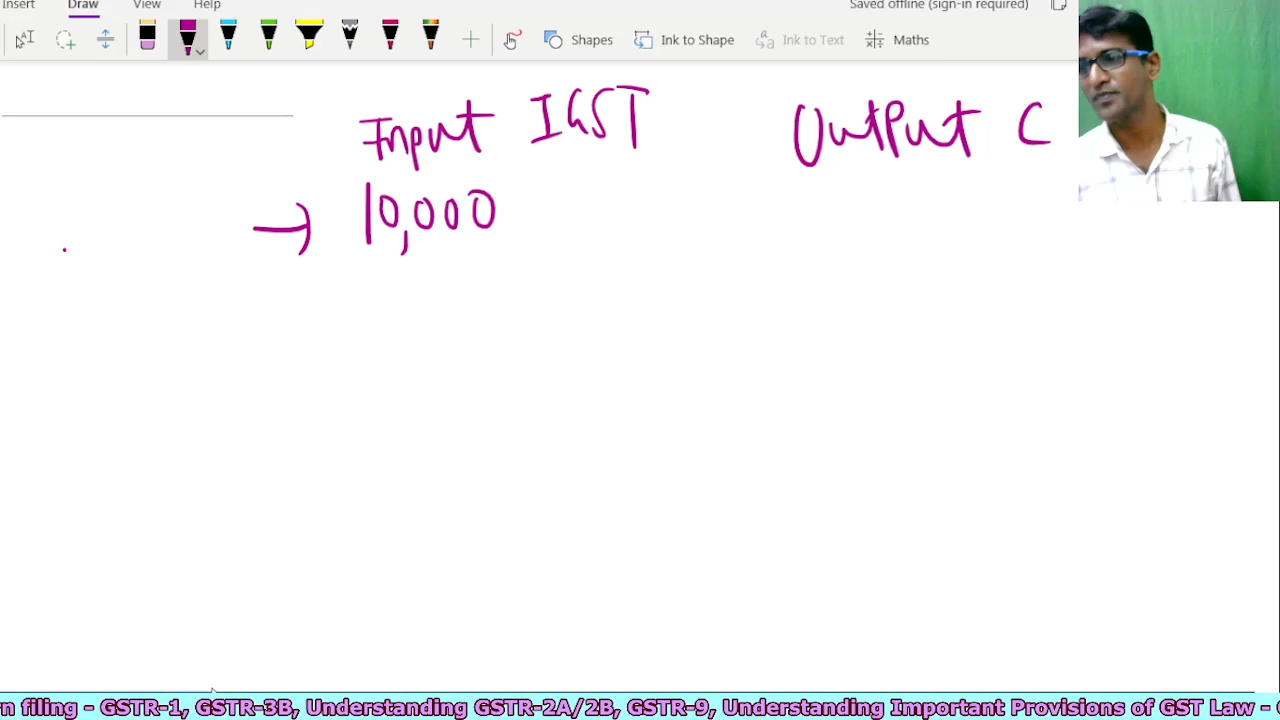 Insert Draw View Help Saved offline (sign-in required)
Shapes Ink to Shape Ink to Text Maths
Input IGST Output C
→ 10,000
rn filing - GSTR-1, GSTR-3B, Understanding GSTR-2A/2B, GSTR-9, Understanding Important Provisions of GST Law -